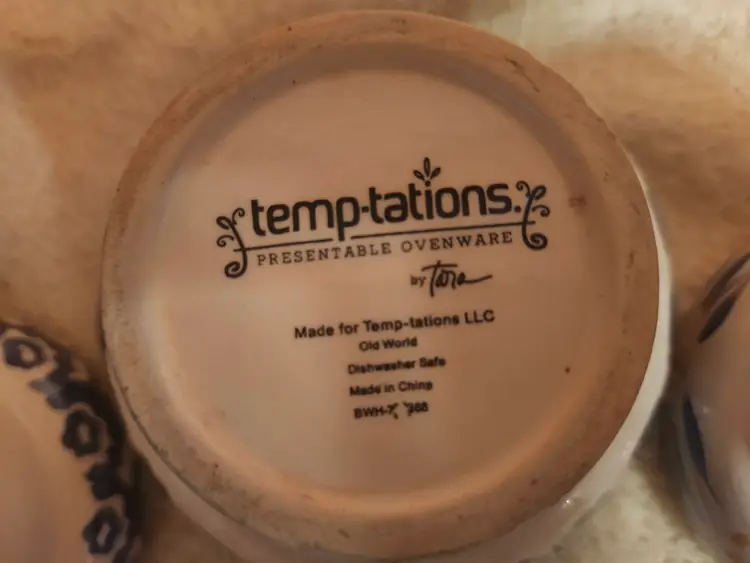 temp-tations.
PRESENTABLE OVENWARE
by Tara
Made for Temp-tations LLC
Old World
Dishwasher Safe
Made in China